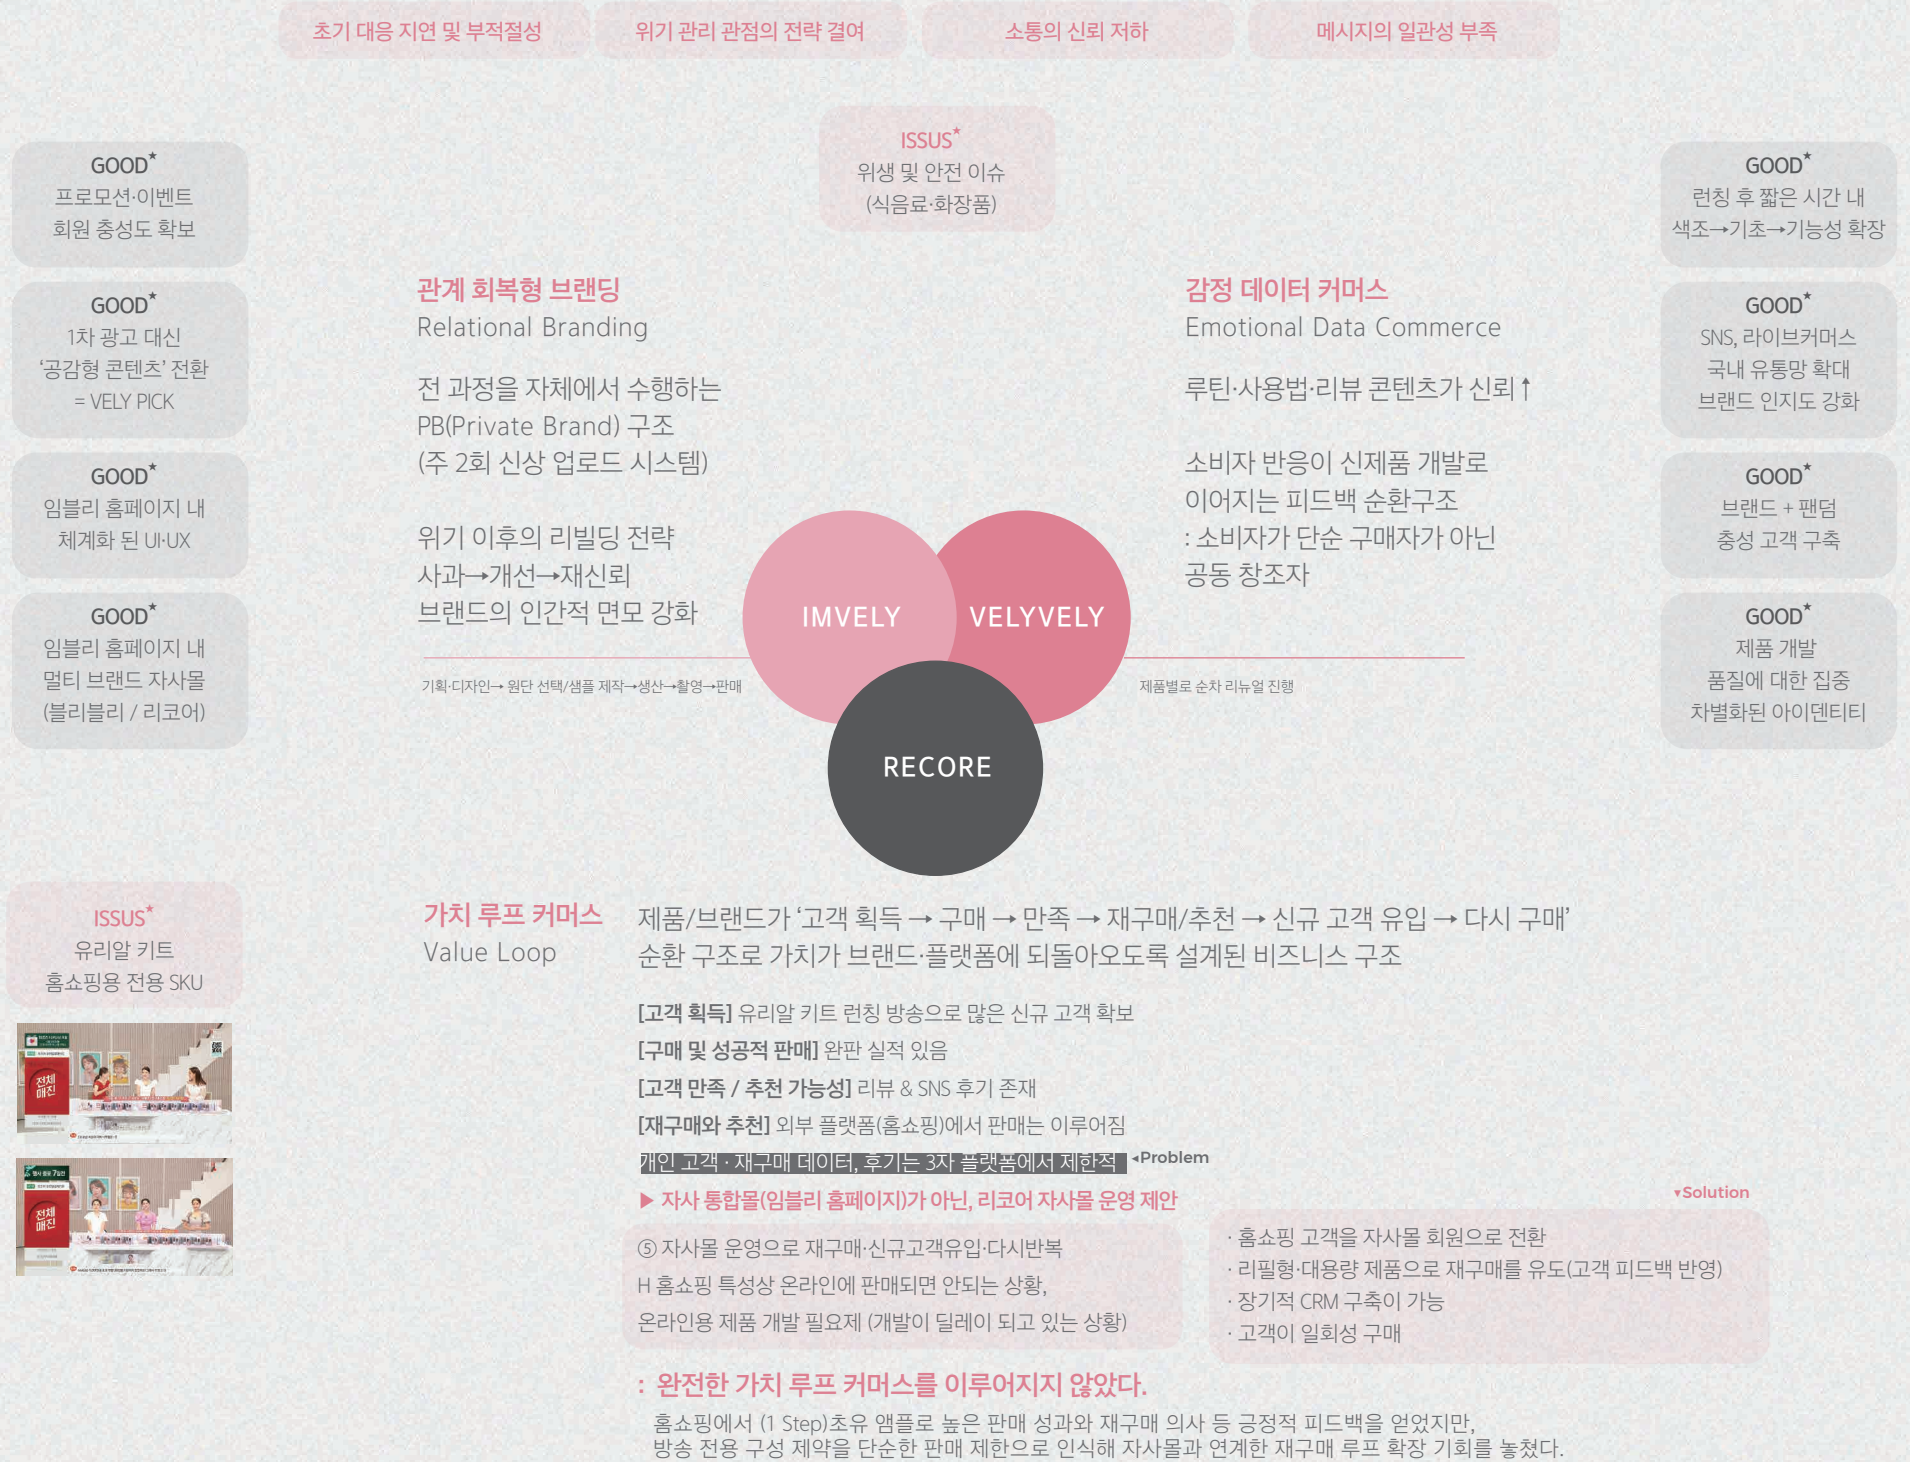 초기 대응 지연 및 부적절성
위기 관리 관점의 전략 결여
소통의 신뢰 저하
메시지의 일관성 부족
ISSUS★
위생 및 안전 이슈
(식음료·화장품)
GOOD★
프로모션·이벤트
회원 충성도 확보
GOOD★
1차 광고 대신
‘공감형 콘텐츠’ 전환
= VELY PICK
GOOD★
임블리 홈페이지 내
체계화 된 UI·UX
GOOD★
임블리 홈페이지 내
멀티 브랜드 자사몰
(블리블리 / 리코어)
관계 회복형 브랜딩
Relational Branding
전 과정을 자체에서 수행하는
PB(Private Brand) 구조
(주 2회 신상 업로드 시스템)
위기 이후의 리빌딩 전략
사과→개선→재신뢰
브랜드의 인간적 면모 강화
기획·디자인→ 원단 선택/샘플 제작→생산→촬영→판매
감정 데이터 커머스
Emotional Data Commerce
루틴·사용법·리뷰 콘텐츠가 신뢰↑
소비자 반응이 신제품 개발로
이어지는 피드백 순환구조
: 소비자가 단순 구매자가 아닌
공동 창조자
제품별로 순차 리뉴얼 진행
IMVELY
VELYVELY
RECORE
GOOD★
런칭 후 짧은 시간 내
색조→기초→기능성 확장
GOOD★
SNS, 라이브커머스
국내 유통망 확대
브랜드 인지도 강화
GOOD★
브랜드 + 팬덤
충성 고객 구축
GOOD★
제품 개발
품질에 대한 집중
차별화된 아이덴티티
ISSUS★
유리알 키트
홈쇼핑용 전용 SKU
전체
매진
전체
매진
가치 루프 커머스
Value Loop
제품/브랜드가 ‘고객 획득 → 구매 → 만족 → 재구매/추천 → 신규 고객 유입 → 다시 구매’
순환 구조로 가치가 브랜드·플랫폼에 되돌아오도록 설계된 비즈니스 구조
[고객 획득] 유리알 키트 런칭 방송으로 많은 신규 고객 확보
[구매 및 성공적 판매] 완판 실적 있음
[고객 만족 / 추천 가능성] 리뷰 & SNS 후기 존재
[재구매와 추천] 외부 플랫폼(홈쇼핑)에서 판매는 이루어짐
개인 고객 · 재구매 데이터, 후기는 3자 플랫폼에서 제한적 ◂Problem
▶ 자사 통합몰(임블리 홈페이지)가 아닌, 리코어 자사몰 운영 제안
⑤ 자사몰 운영으로 재구매·신규고객유입·다시반복
H 홈쇼핑 특성상 온라인에 판매되면 안되는 상황,
온라인용 제품 개발 필요제 (개발이 딜레이 되고 있는 상황)
▾Solution
· 홈쇼핑 고객을 자사몰 회원으로 전환
· 리필형·대용량 제품으로 재구매를 유도(고객 피드백 반영)
· 장기적 CRM 구축이 가능
· 고객이 일회성 구매
: 완전한 가치 루프 커머스를 이루어지지 않았다.
홈쇼핑에서 (1 Step)초유 앰플로 높은 판매 성과와 재구매 의사 등 긍정적 피드백을 얻었지만,
방송 전용 구성 제약을 단순한 판매 제한으로 인식해 자사몰과 연계한 재구매 루프 확장 기회를 놓쳤다.